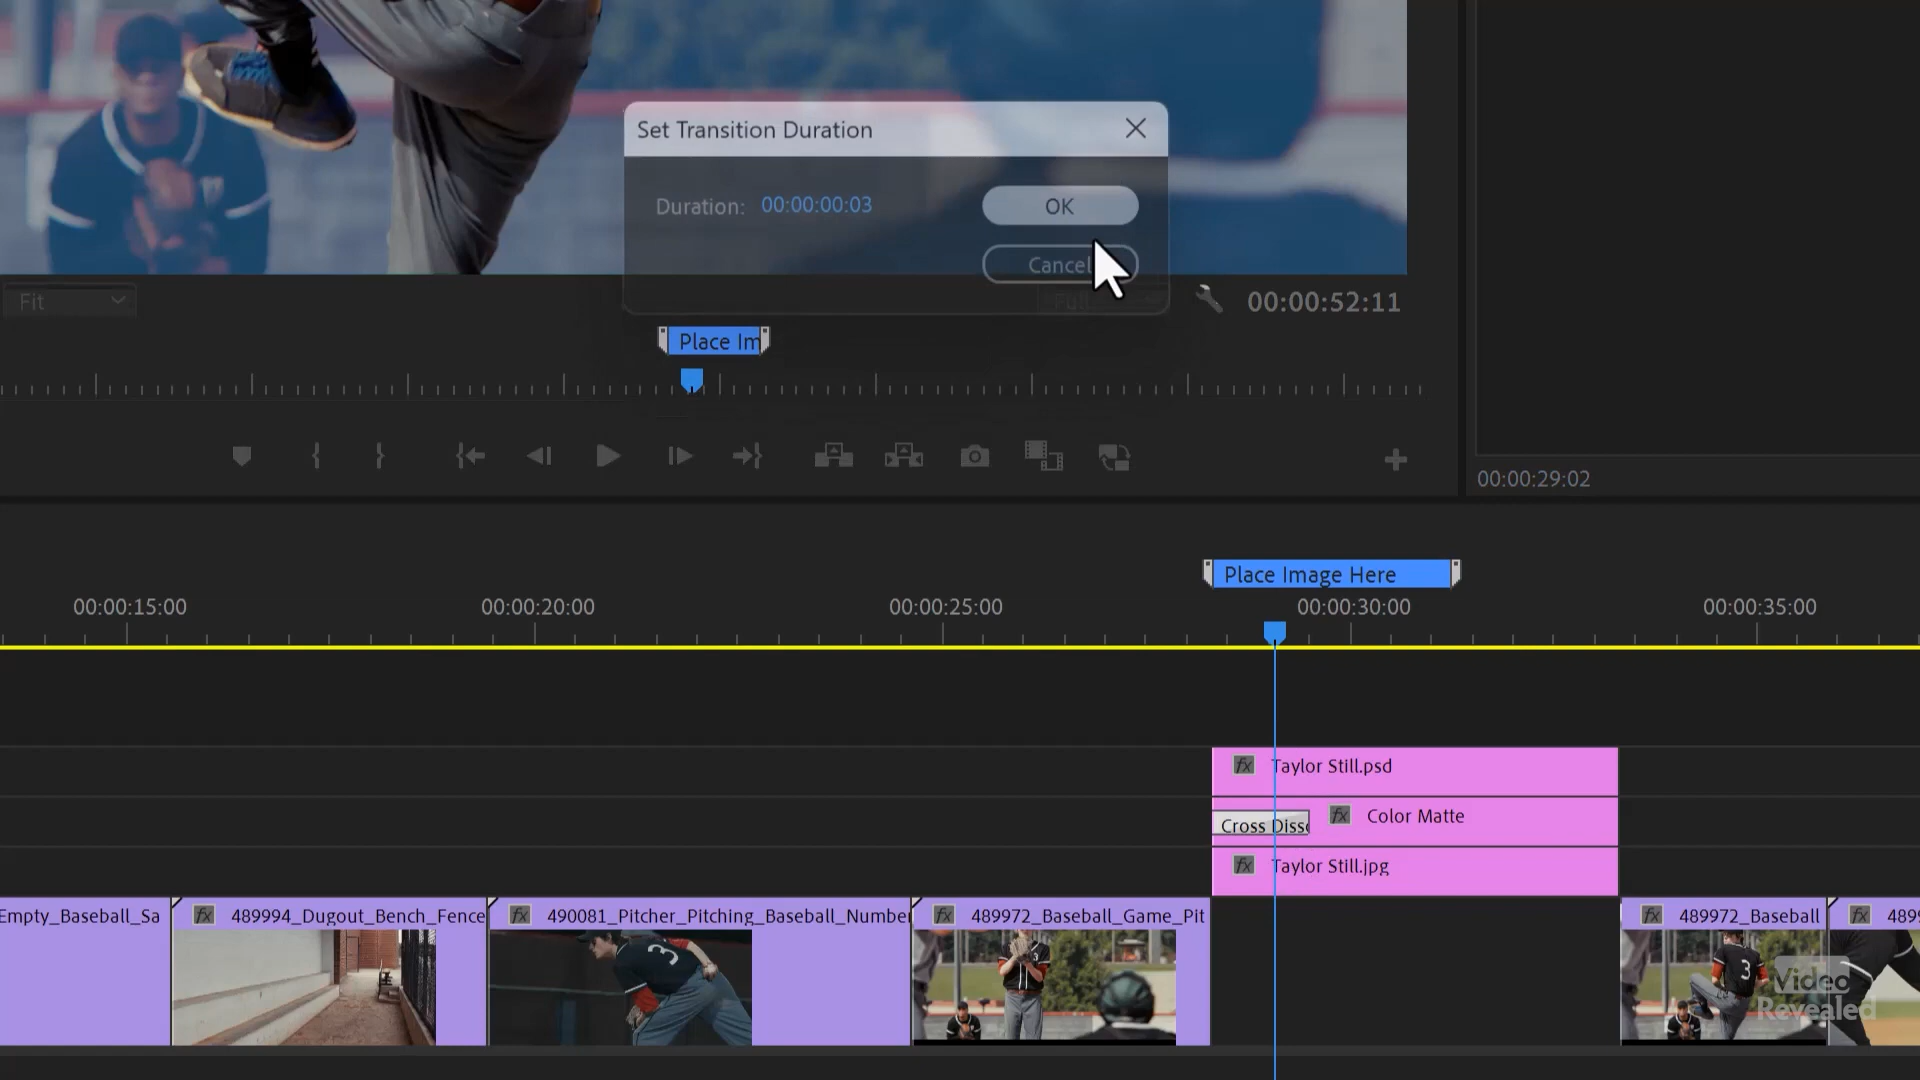 Set Transition Duration
Duration: 00:00:00:03
OK
Cancel
Fit
Full
00:00:52:11
Place Im
00:00:29:02
Place Image Here
00:00:15:00
00:00:20:00
00:00:25:00
00:00:30:00
00:00:35:00
fx Taylor Still.psd
Cross Diss
fx Color Matte
fx Taylor Still.jpg
Empty_Baseball_Sa
fx 489994_Dugout_Bench_Fence
fx 490081_Pitcher_Pitching_Baseball_Number
fx 489972_Baseball_Game_Pit
fx 489972_Baseball
fx 489
3
3
3
Video
Revealed